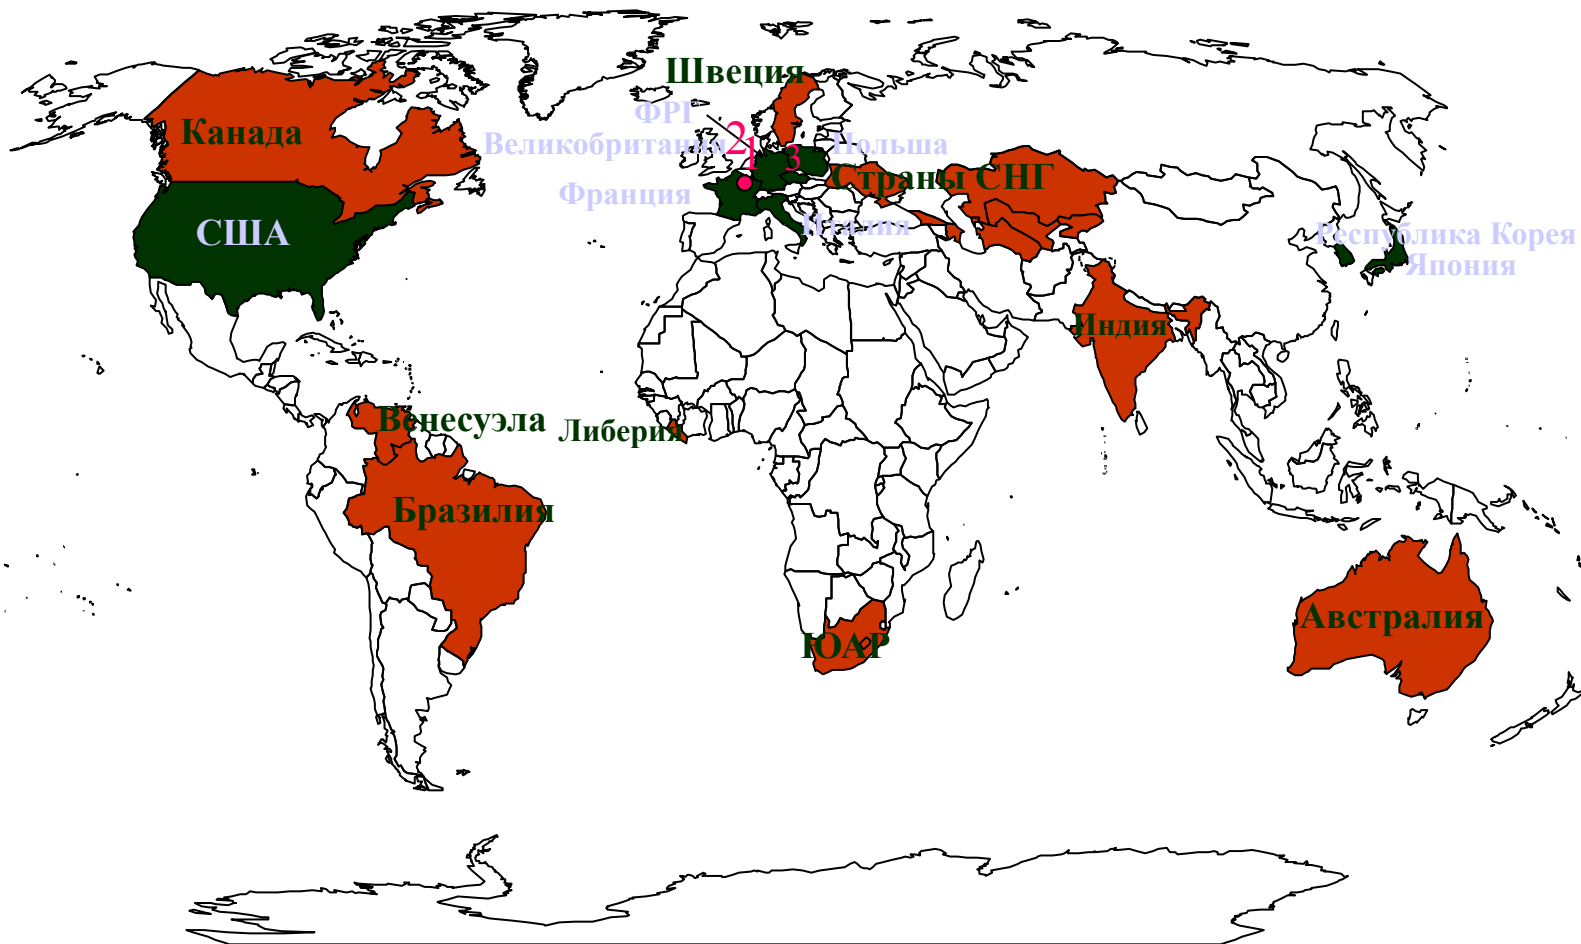 Швеция
ФРГ
Канада
Великобритания
2
1
3
Польша
Страны СНГ
Франция
США
Италия
Республика Корея
Япония
Индия
Венесуэла
Либерия
Бразилия
Австралия
ЮАР